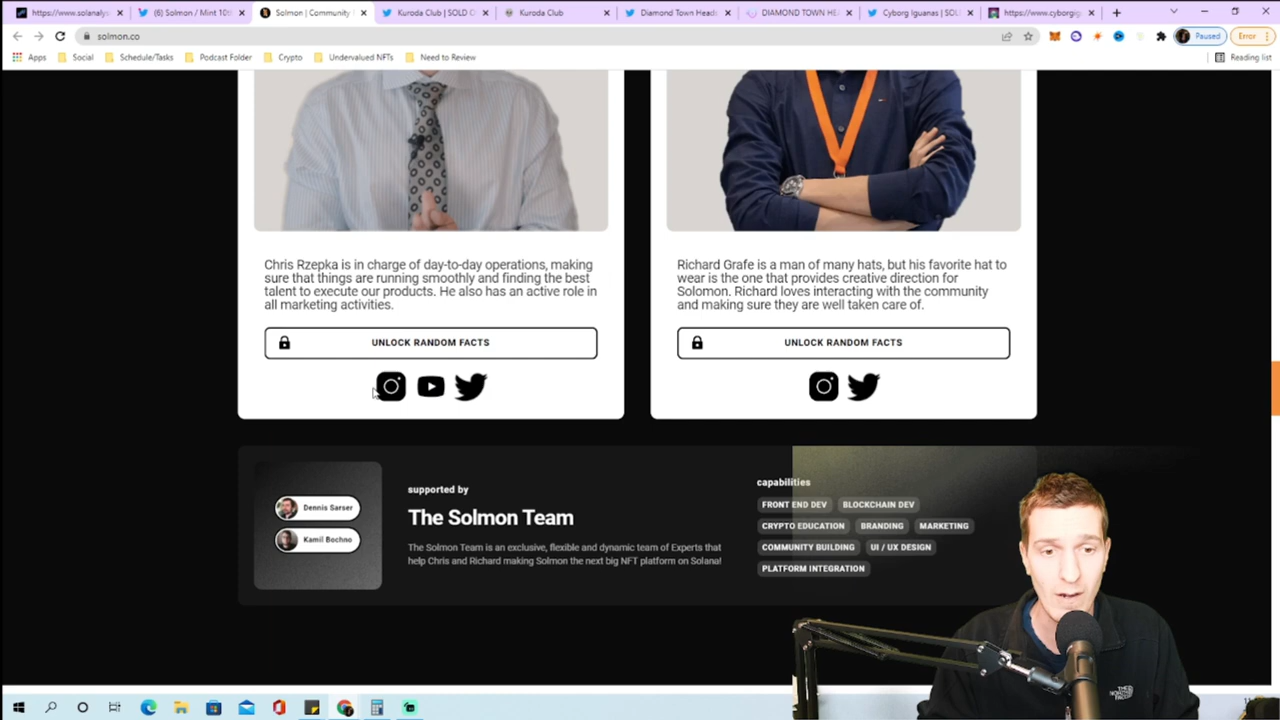 https://www.solanalys
(6) Solmon / Mint 10th
Solmon | Community
Kuroda Club | SOLD O
Kuroda Club
Diamond Town Heads
DIAMOND TOWN HE
Cyborg Iguanas | SOL
https://www.cyborgig
solmon.co
Paused
Error
Apps
Social
Schedule/Tasks
Podcast Folder
Crypto
Undervalued NFTs
Need to Review
Reading list
Chris Rzepka is in charge of day-to-day operations, making
sure that things are running smoothly and finding the best
talent to execute our products. He also has an active role in
all marketing activities.
UNLOCK RANDOM FACTS
Richard Grafe is a man of many hats, but his favorite hat to
wear is the one that provides creative direction for
Solomon. Richard loves interacting with the community
and making sure they are well taken care of.
UNLOCK RANDOM FACTS
Dennis Sarser
Kamil Bochno
supported by
The Solmon Team
The Solmon Team is an exclusive, flexible and dynamic team of Experts that
help Chris and Richard making Solmon the next big NFT platform on Solana!
capabilities
FRONT END DEV
BLOCKCHAIN DEV
CRYPTO EDUCATION
BRANDING
MARKETING
COMMUNITY BUILDING
UI / UX DESIGN
PLATFORM INTEGRATION
THE
NORTH
FACE